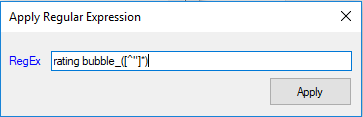 Apply Regular Expression
RegEx
rating bubble_([^"']*)
Apply